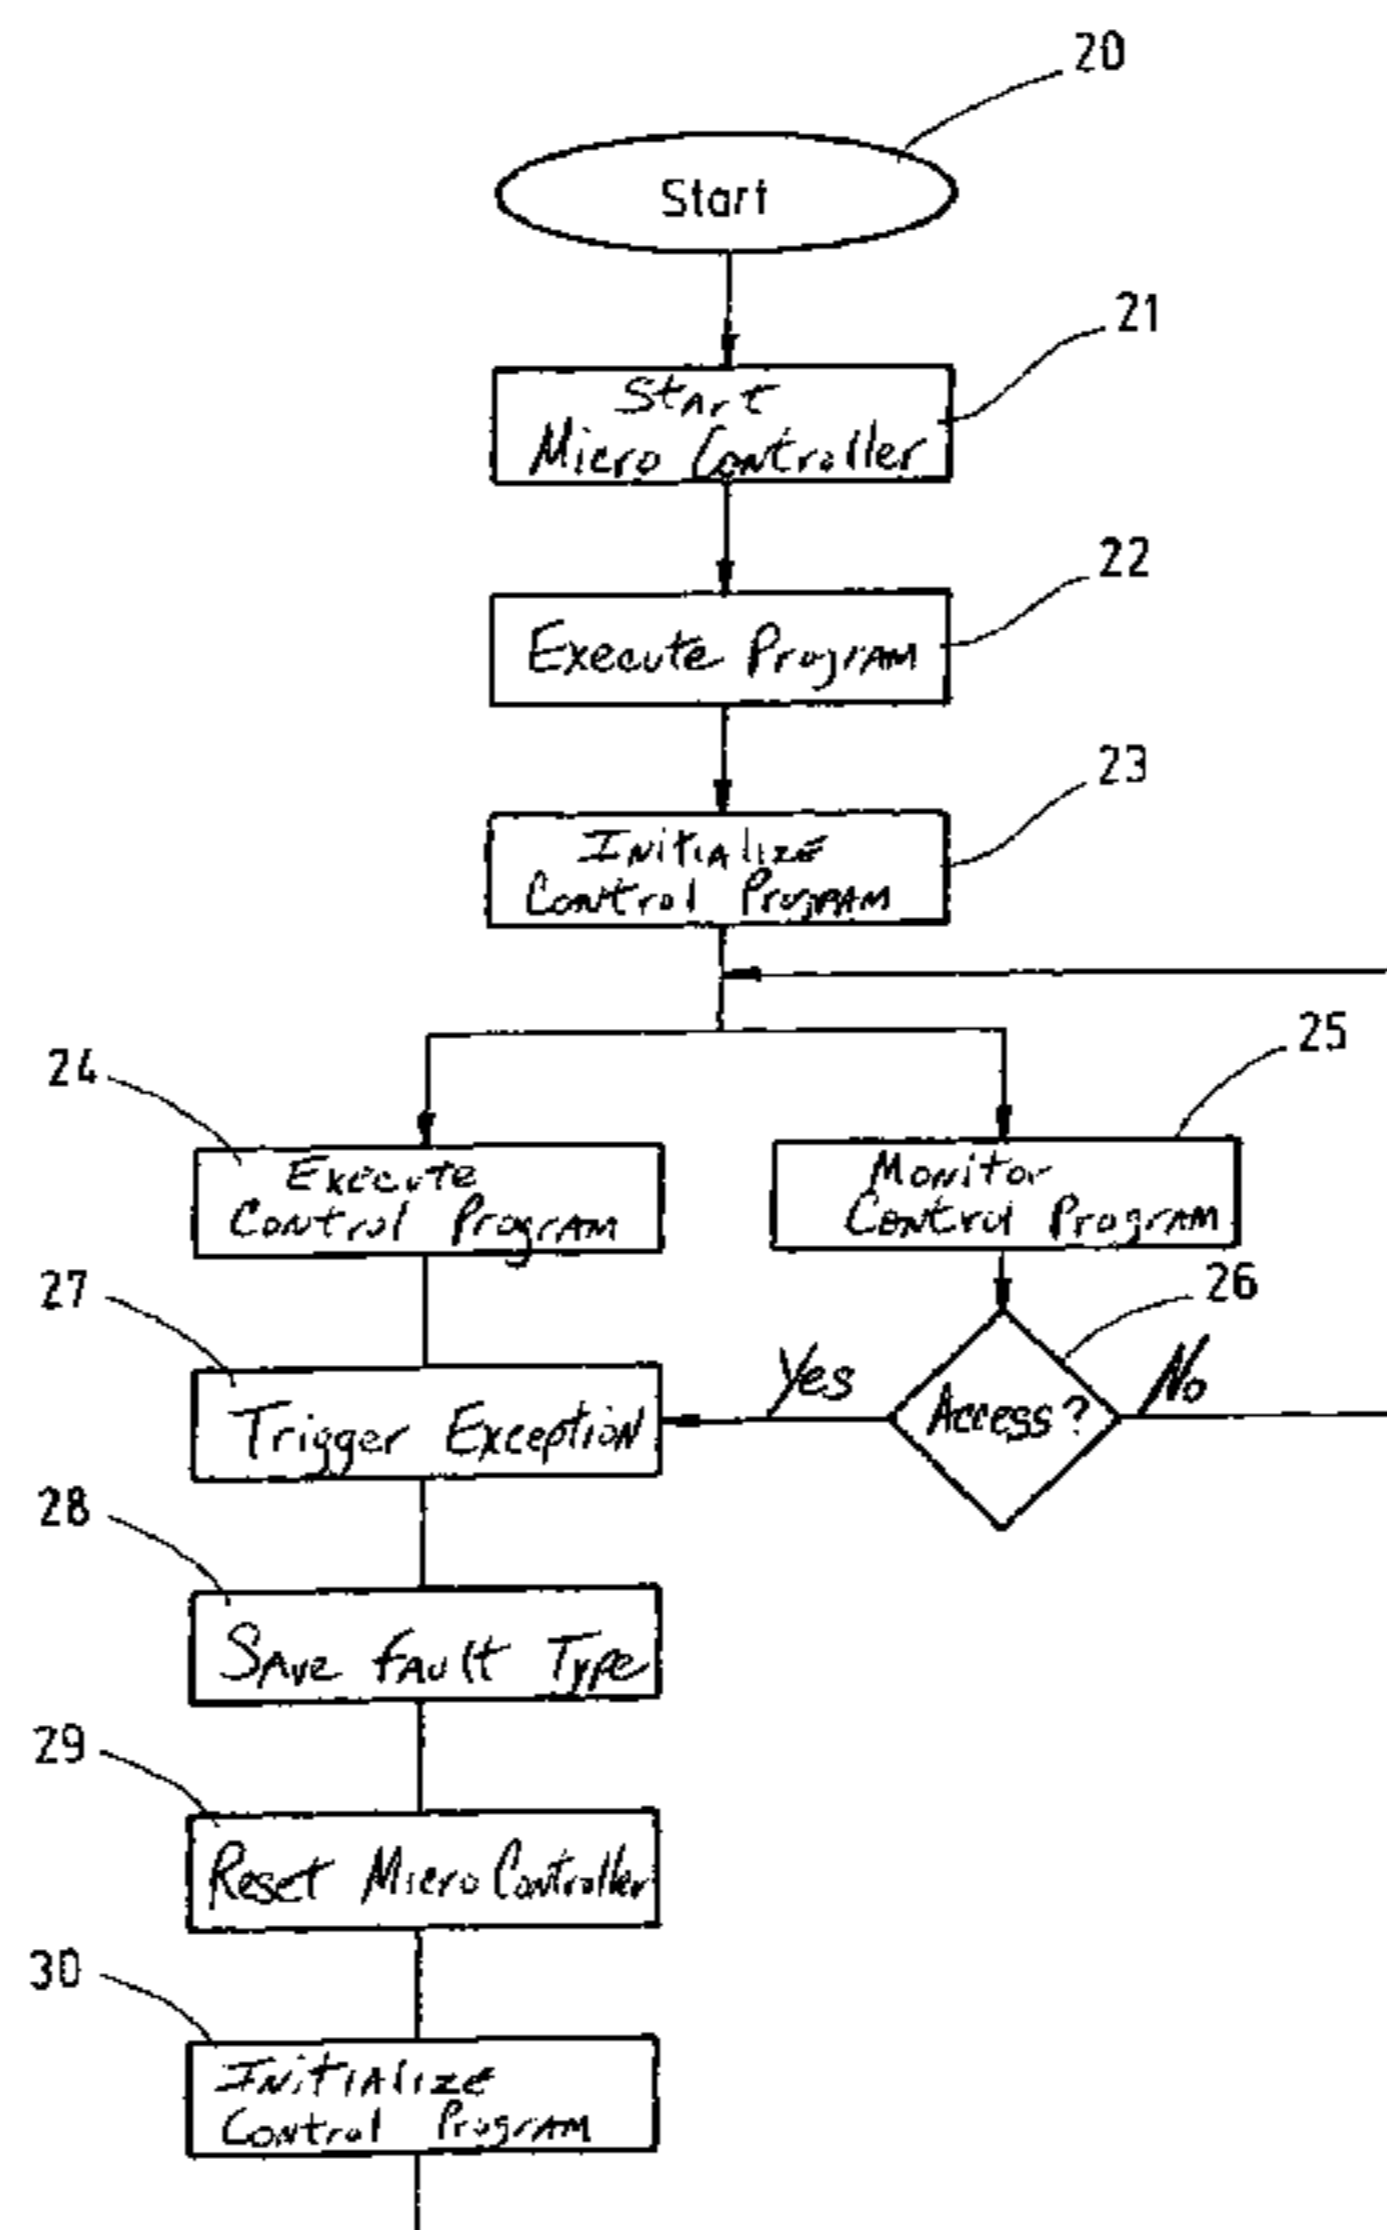 20
Start
21
Start
Micro Controller
22
Execute Program
23
Initialize
Control Program
24
Execute
Control Program
25
Monitor
Control Program
26
Access?
Yes
No
27
Trigger Exception
28
Save Fault Type
29
Reset Micro Controller
30
Initialize
Control Program